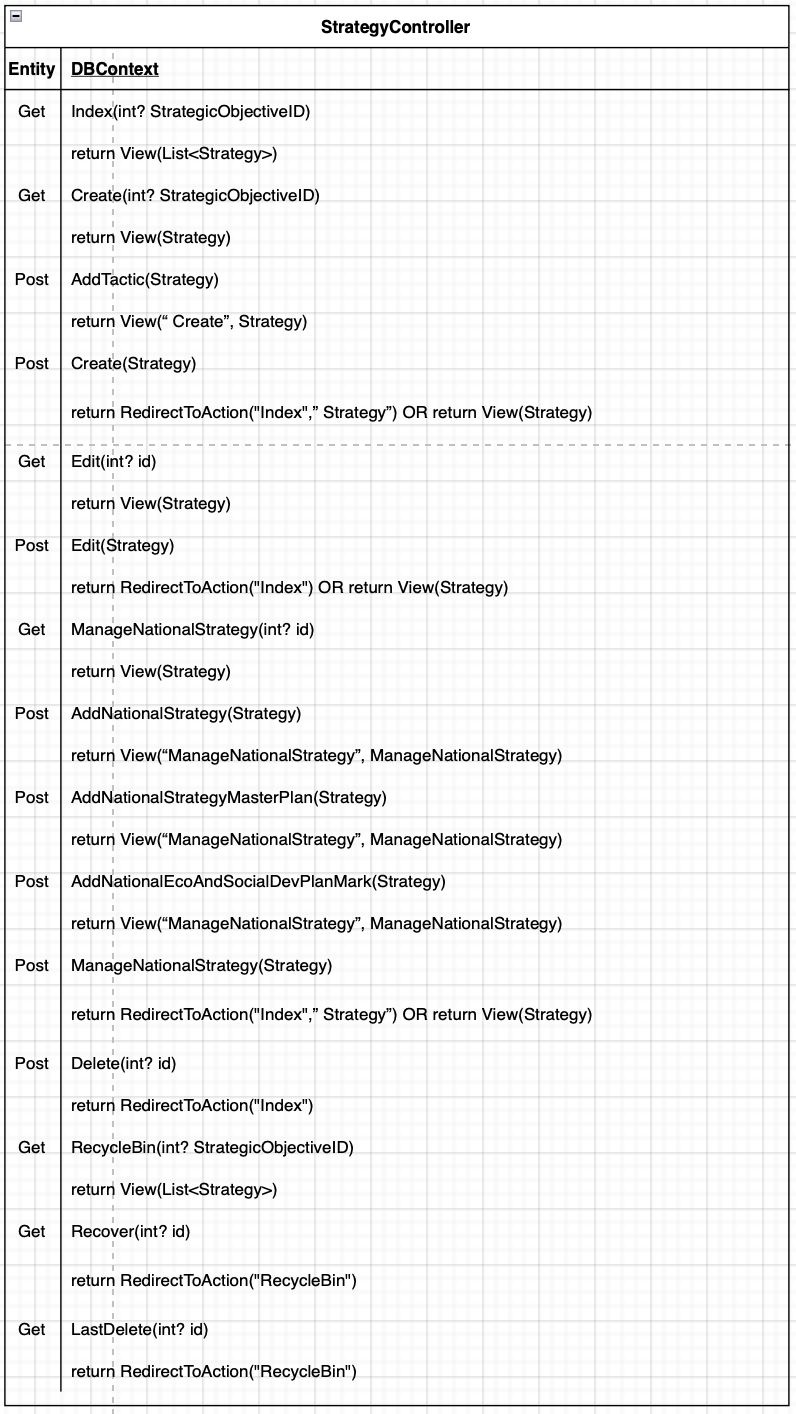 StrategyController
Entity DBContext
Get Index(int? StrategicObjectiveID)
return View(List<Strategy>)
Get Create(int? StrategicObjectiveID)
return View(Strategy)
Post AddTactic(Strategy)
return View(“ Create”, Strategy)
Post Create(Strategy)
return RedirectToAction("Index",” Strategy”) OR return View(Strategy)
Get Edit(int? id)
return View(Strategy)
Post Edit(Strategy)
return RedirectToAction("Index") OR return View(Strategy)
Get ManageNationalStrategy(int? id)
return View(Strategy)
Post AddNationalStrategy(Strategy)
return View(“ManageNationalStrategy”, ManageNationalStrategy)
Post AddNationalStrategyMasterPlan(Strategy)
return View(“ManageNationalStrategy”, ManageNationalStrategy)
Post AddNationalEcoAndSocialDevPlanMark(Strategy)
return View(“ManageNationalStrategy”, ManageNationalStrategy)
Post ManageNationalStrategy(Strategy)
return RedirectToAction("Index",” Strategy”) OR return View(Strategy)
Post Delete(int? id)
return RedirectToAction("Index")
Get RecycleBin(int? StrategicObjectiveID)
return View(List<Strategy>)
Get Recover(int? id)
return RedirectToAction("RecycleBin")
Get LastDelete(int? id)
return RedirectToAction("RecycleBin")